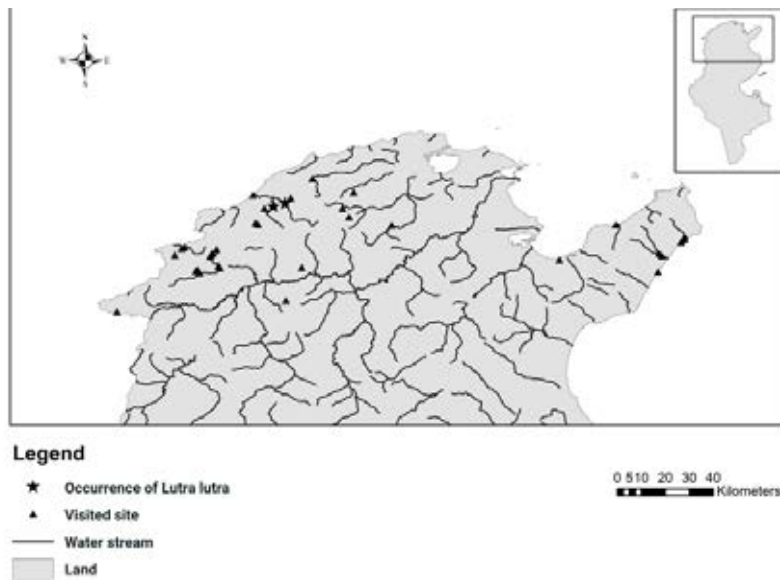 N
W E
S
Legend
Occurrence of Lutra lutra
Visited site
Water stream
Land
0 5 10 20 30 40
Kilometers